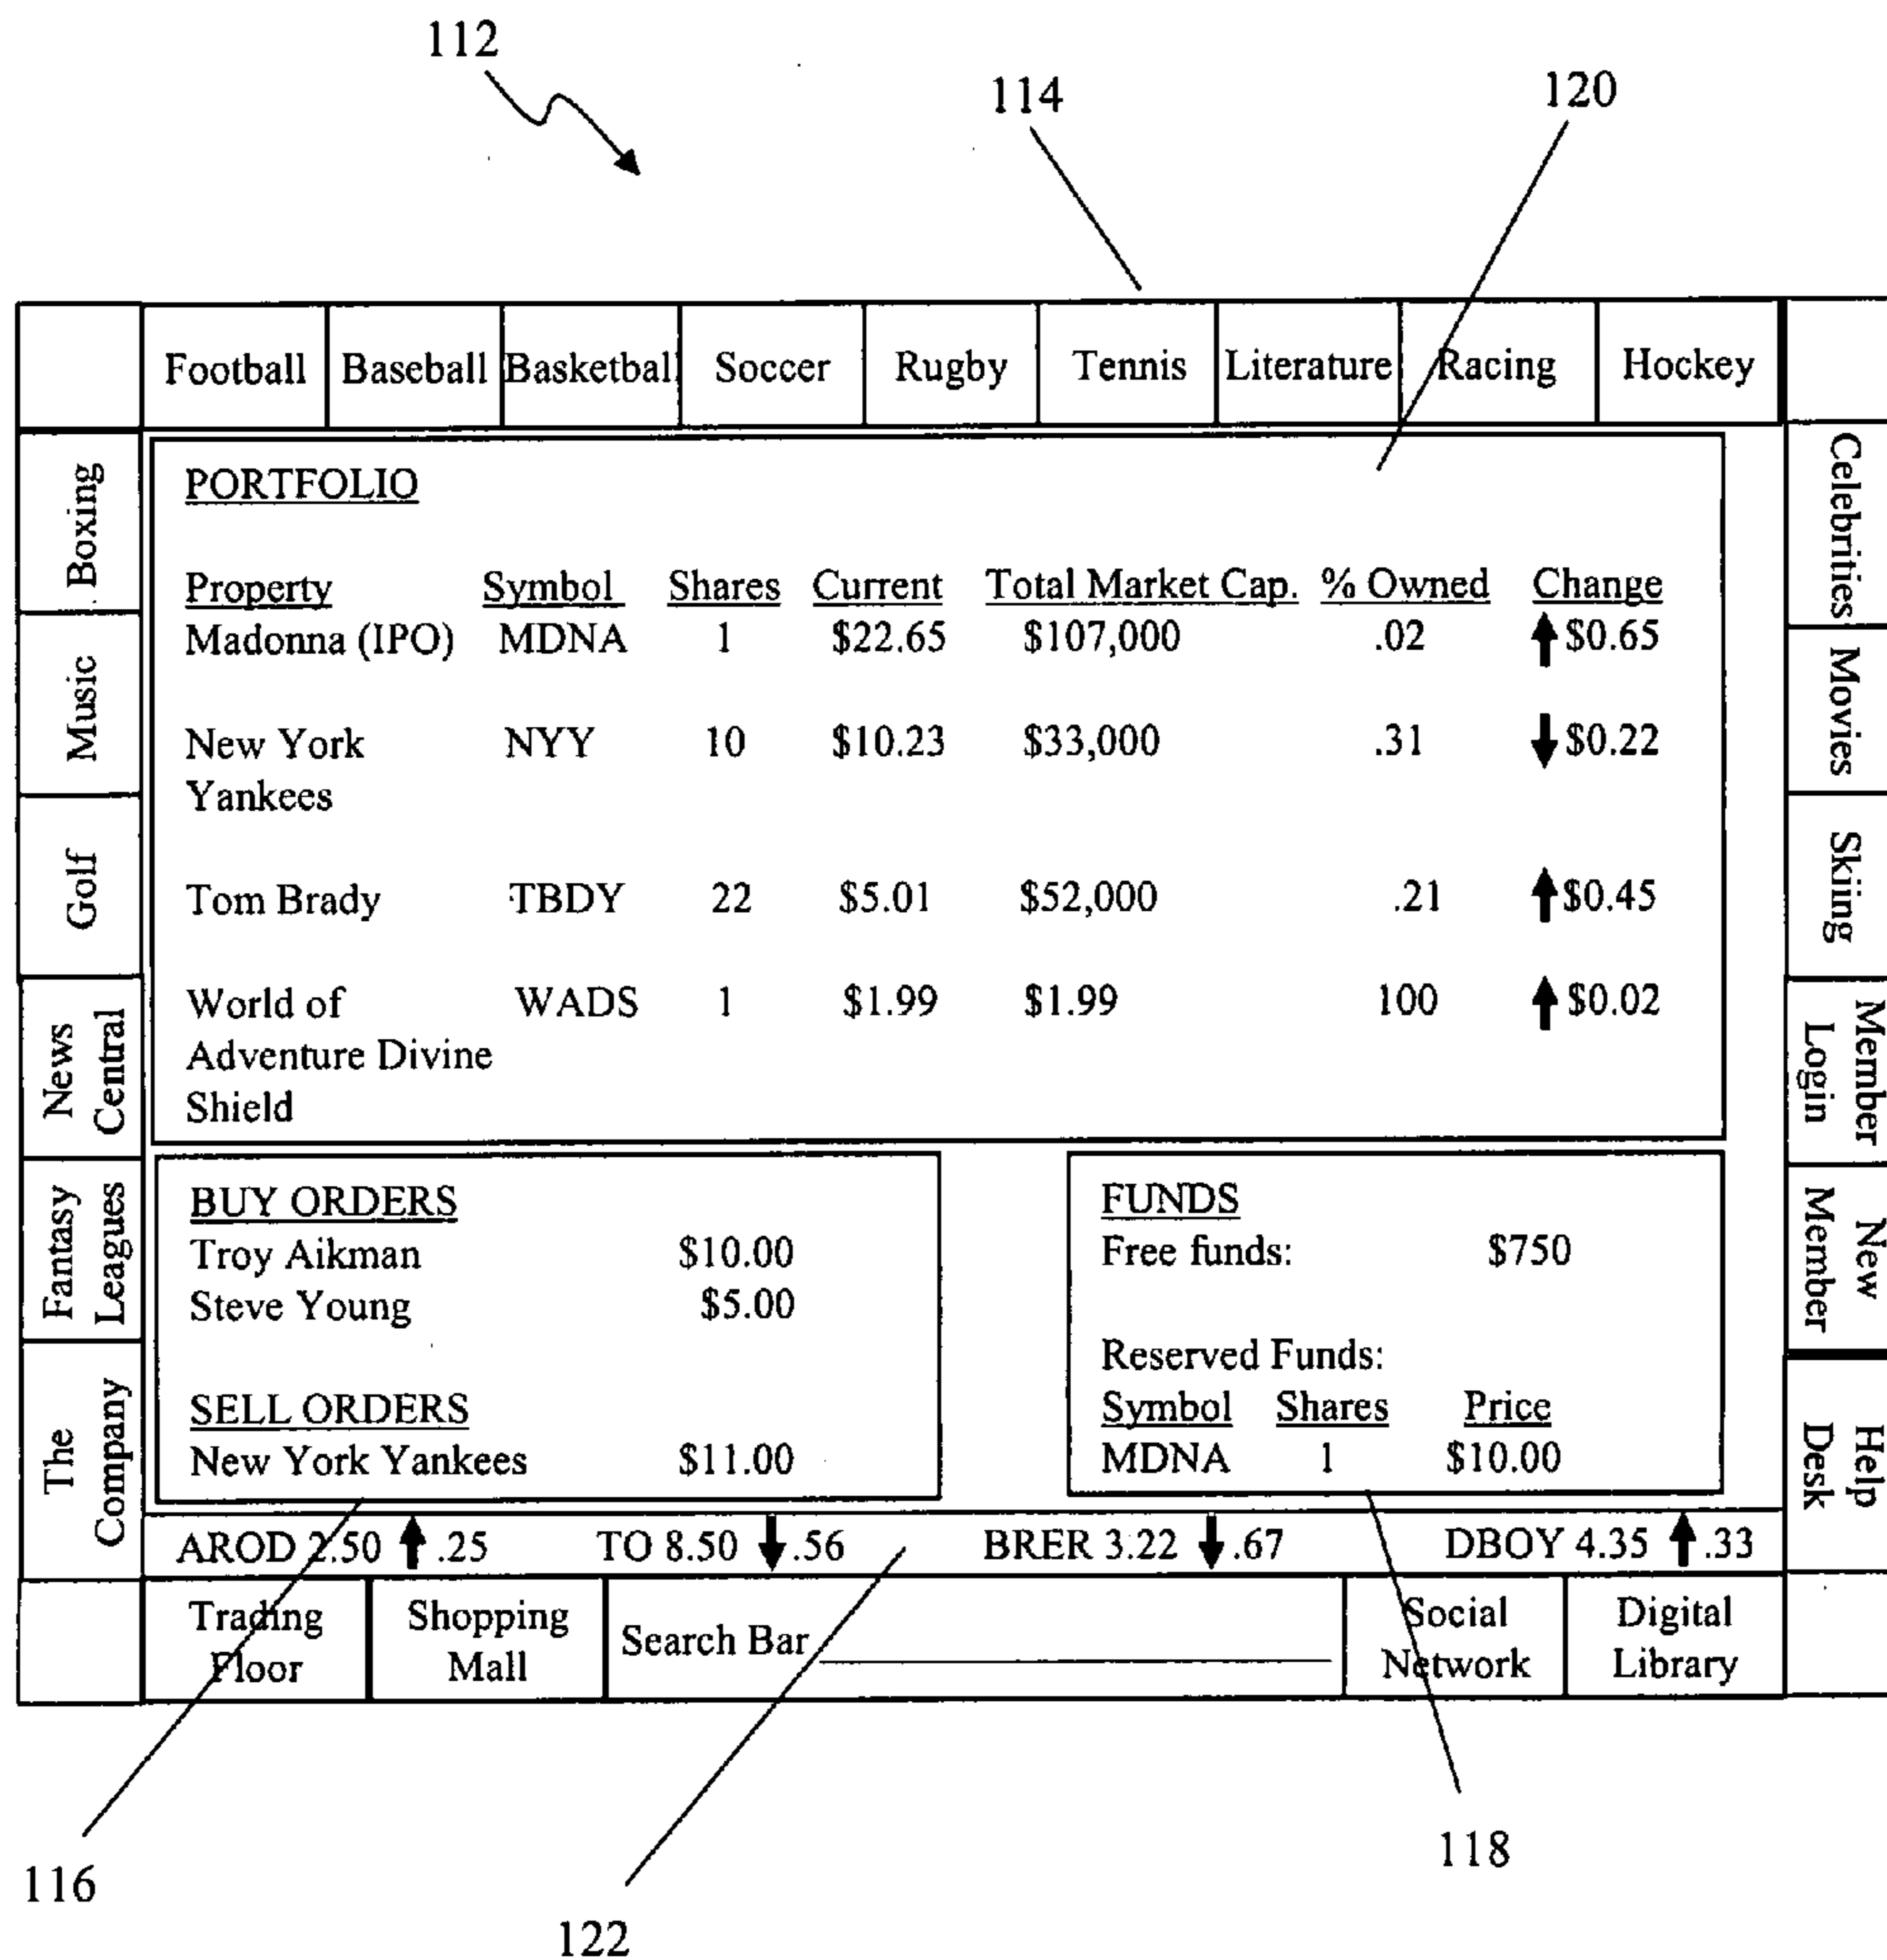 112
114
120
Football Baseball Basketbal Soccer Rugby Tennis Literature Racing Hockey
Boxing
Music
Golf
News
Central
Fantasy
Leagues
The
Company
PORTFOLIO
Property Symbol Shares Current Total Market Cap. % Owned Change
Madonna (IPO) MDNA 1 $22.65 $107,000 .02 $0.65
New York NYY 10 $10.23 $33,000 .31 $0.22
Yankees
Tom Brady TBDY 22 $5.01 $52,000 .21 $0.45
World of WADS 1 $1.99 $1.99 100 $0.02
Adventure Divine
Shield
BUY ORDERS
Troy Aikman $10.00
Steve Young $5.00
SELL ORDERS
New York Yankees $11.00
FUNDS
Free funds: $750
Reserved Funds:
Symbol Shares Price
MDNA 1 $10.00
Celebrities
Movies
Skiing
Member
Login
New
Member
Help
Desk
AROD 2.50 .25 TO 8.50 .56 BRER 3.22 .67 DBOY 4.35 .33
Trading
Floor
Shopping
Mall
Search Bar
Social
Network
Digital
Library
116
122
118